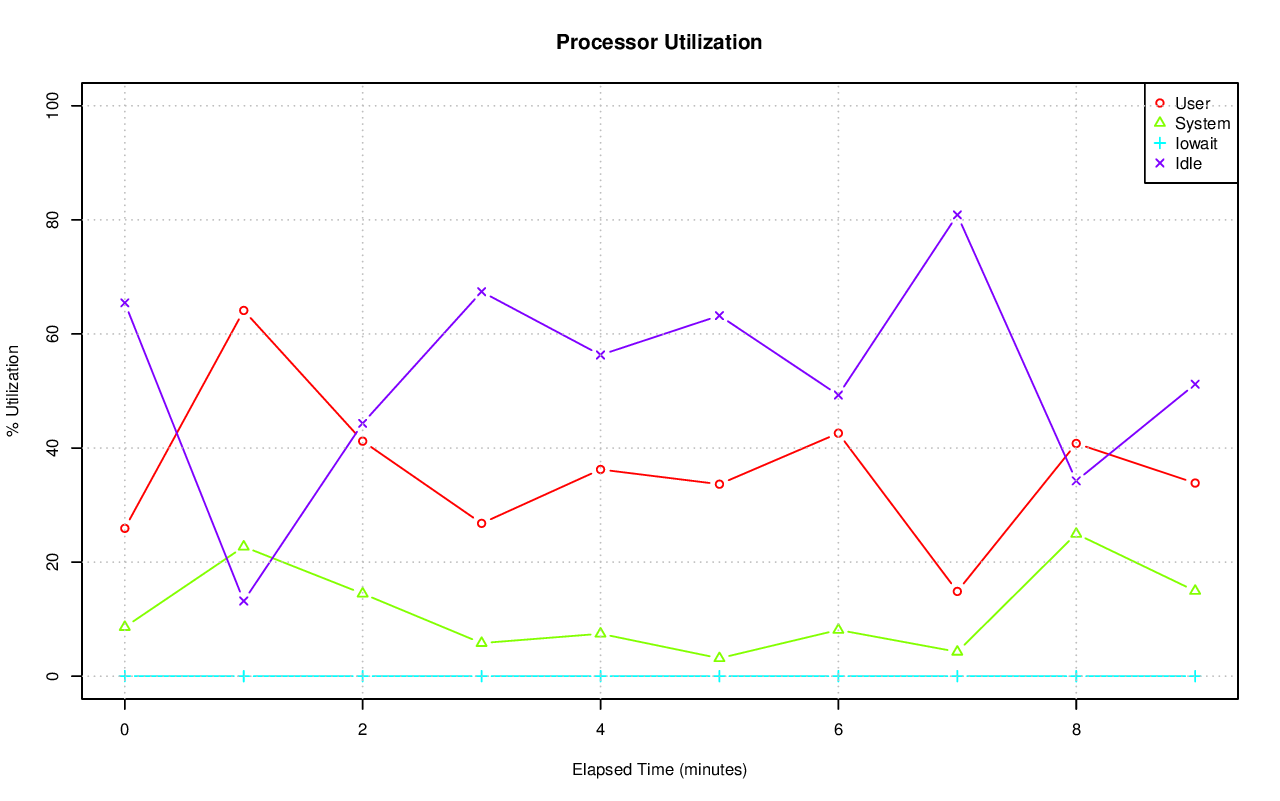 Processor Utilization
User
System
Iowait
Idle
100
80
60
40
20
0
% Utilization
0 2 4 6 8
Elapsed Time (minutes)